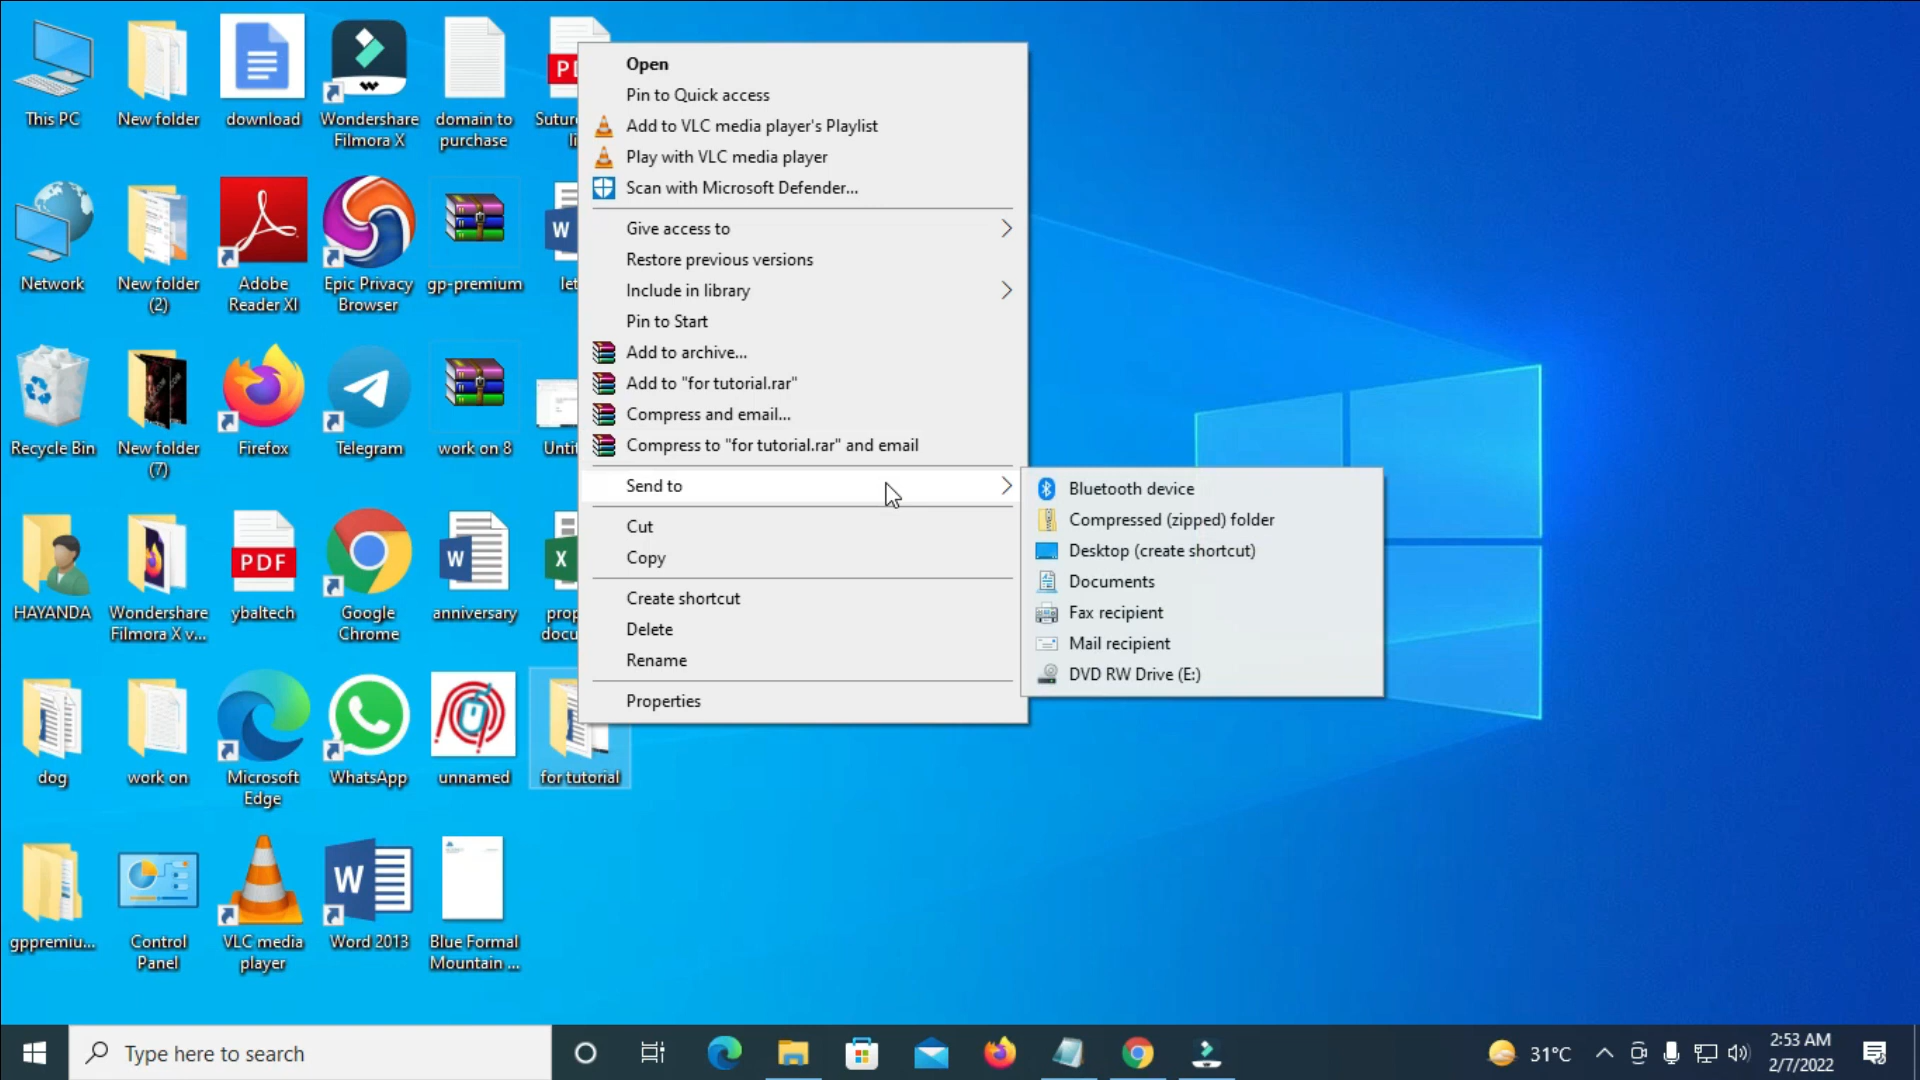 This PC
New folder
download
Wondershare
Filmora X
domain to
purchase
Network
New folder
(2)
Adobe
Reader XI
Epic Privacy
Browser
gp-premium
Recycle Bin
New folder
(7)
Firefox
Telegram
work on 8
HAYANDA
Wondershare
Filmora X v...
PDF
ybaltech
Google
Chrome
W
anniversary
X
dog
work on
Microsoft
Edge
WhatsApp
unnamed
for tutorial
gppremiu...
Control
Panel
VLC media
player
W
Word 2013
Blue Formal
Mountain ...
Open
Pin to Quick access
Add to VLC media player's Playlist
Play with VLC media player
Scan with Microsoft Defender...
Give access to
Restore previous versions
Include in library
Pin to Start
Add to archive...
Add to "for tutorial.rar"
Compress and email...
Compress to "for tutorial.rar" and email
Send to
Cut
Copy
Create shortcut
Delete
Rename
Properties
Bluetooth device
Compressed (zipped) folder
Desktop (create shortcut)
Documents
Fax recipient
Mail recipient
DVD RW Drive (E:)
Type here to search
31°C
2:53 AM
2/7/2022